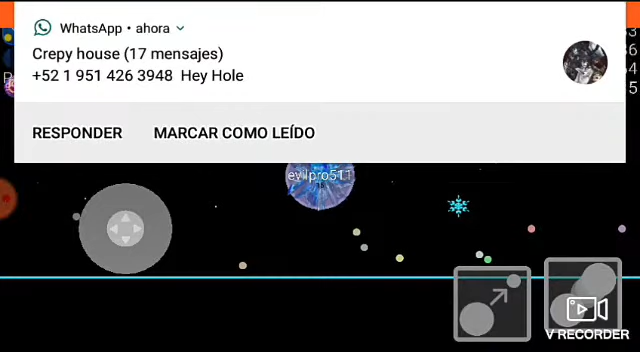 WhatsApp • ahora
Crepy house (17 mensajes)
+52 1 951 426 3948 Hey Hole
RESPONDER MARCAR COMO LEÍDO
evilpro511
V RECORDER